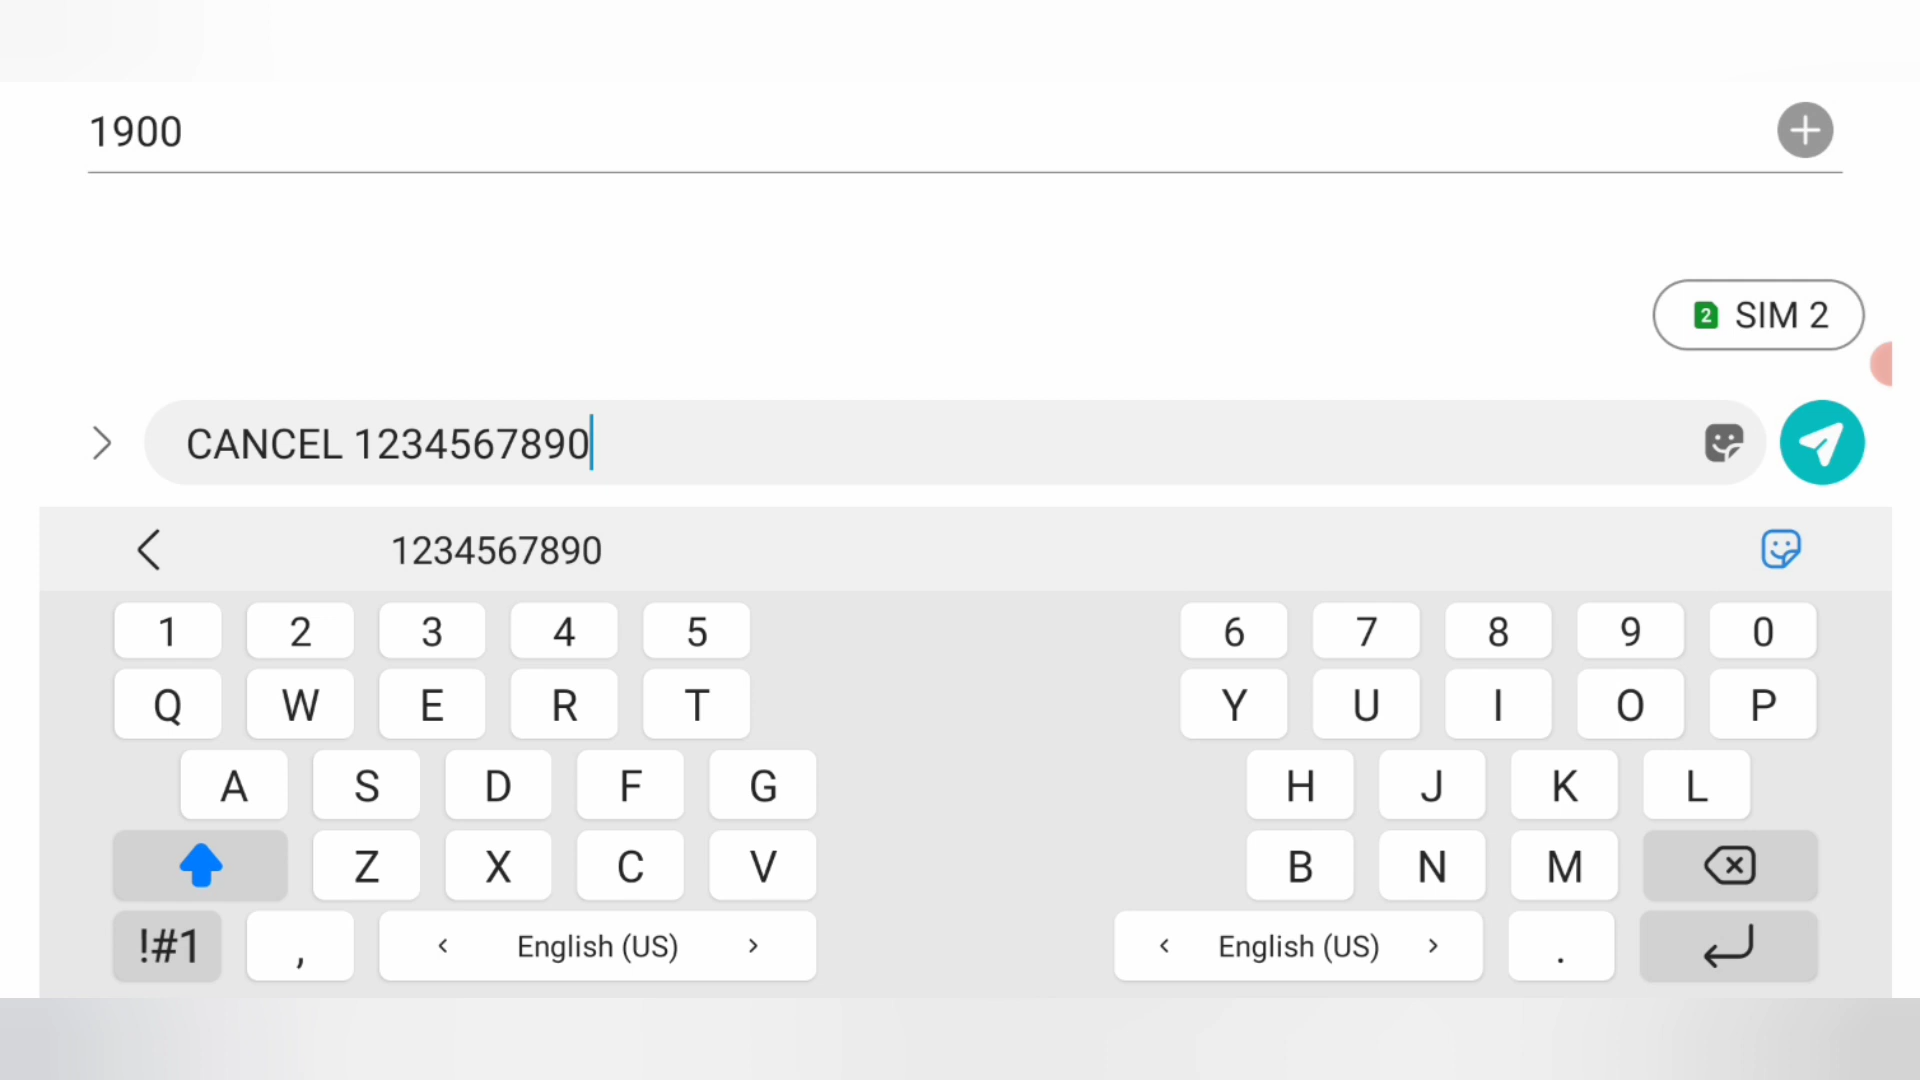 1900
2 SIM 2
CANCEL 1234567890
1234567890
1 2 3 4 5 6 7 8 9 0
Q W E R T Y U I O P
A S D F G H J K L
Z X C V B N M
!#1 , < English (US) > < English (US) > .